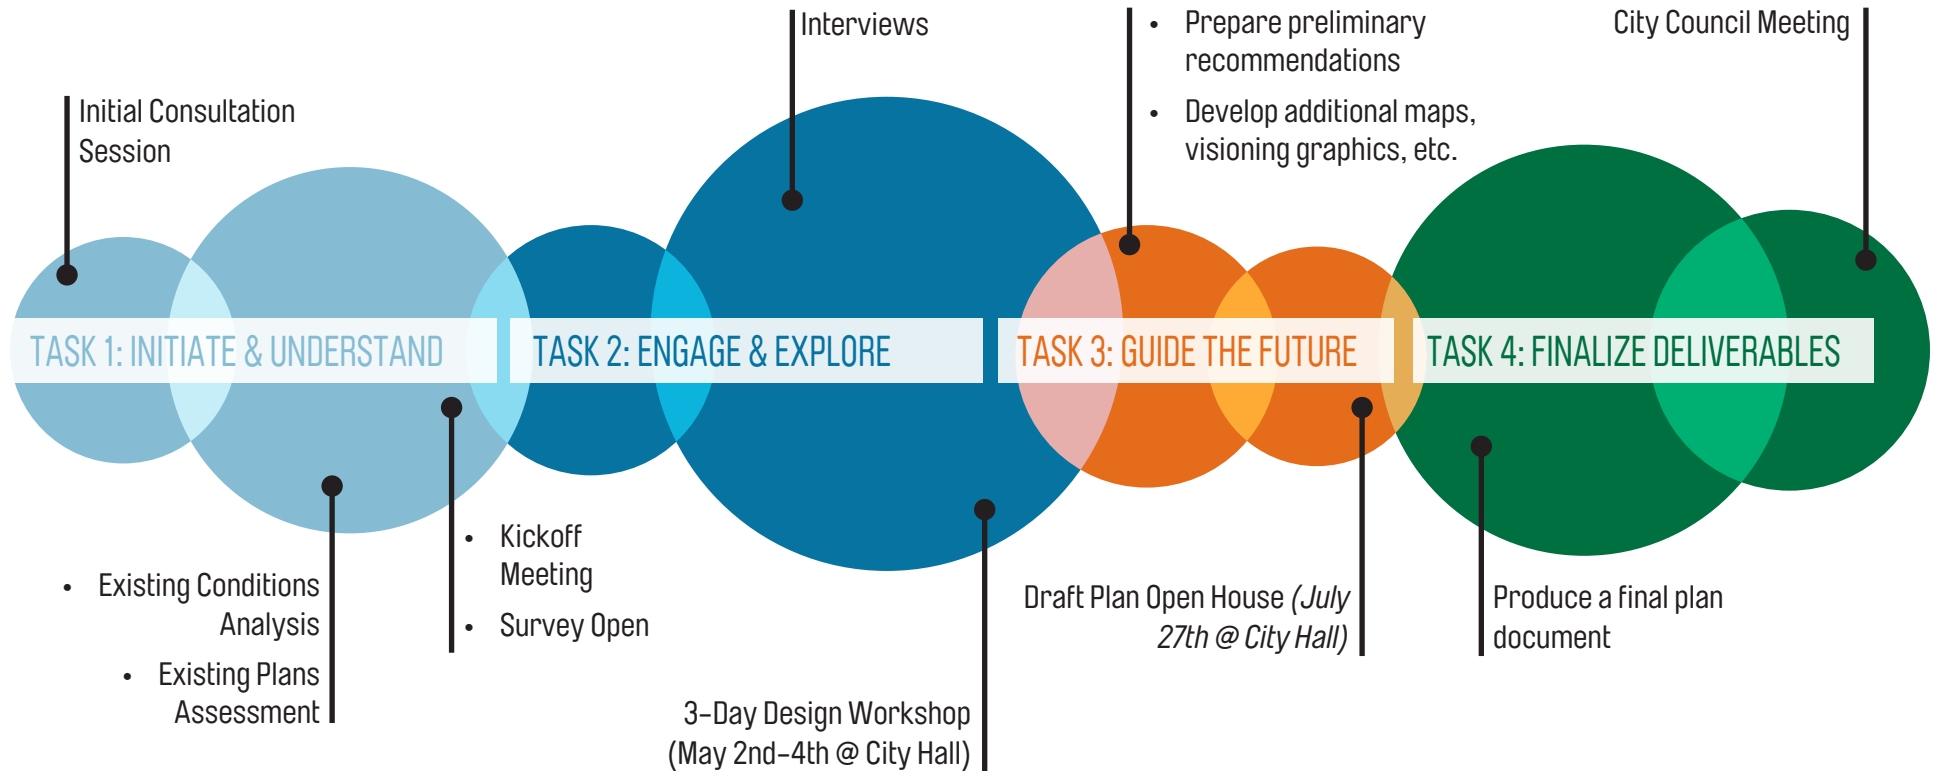 Interviews
• Prepare preliminary
recommendations
• Develop additional maps,
visioning graphics, etc.
City Council Meeting
Initial Consultation
Session
TASK 1: INITIATE & UNDERSTAND
TASK 2: ENGAGE & EXPLORE
TASK 3: GUIDE THE FUTURE
TASK 4: FINALIZE DELIVERABLES
• Existing Conditions
Analysis
• Existing Plans
Assessment
• Kickoff
Meeting
• Survey Open
3-Day Design Workshop
(May 2nd-4th @ City Hall)
Draft Plan Open House (July
27th @ City Hall)
Produce a final plan
document